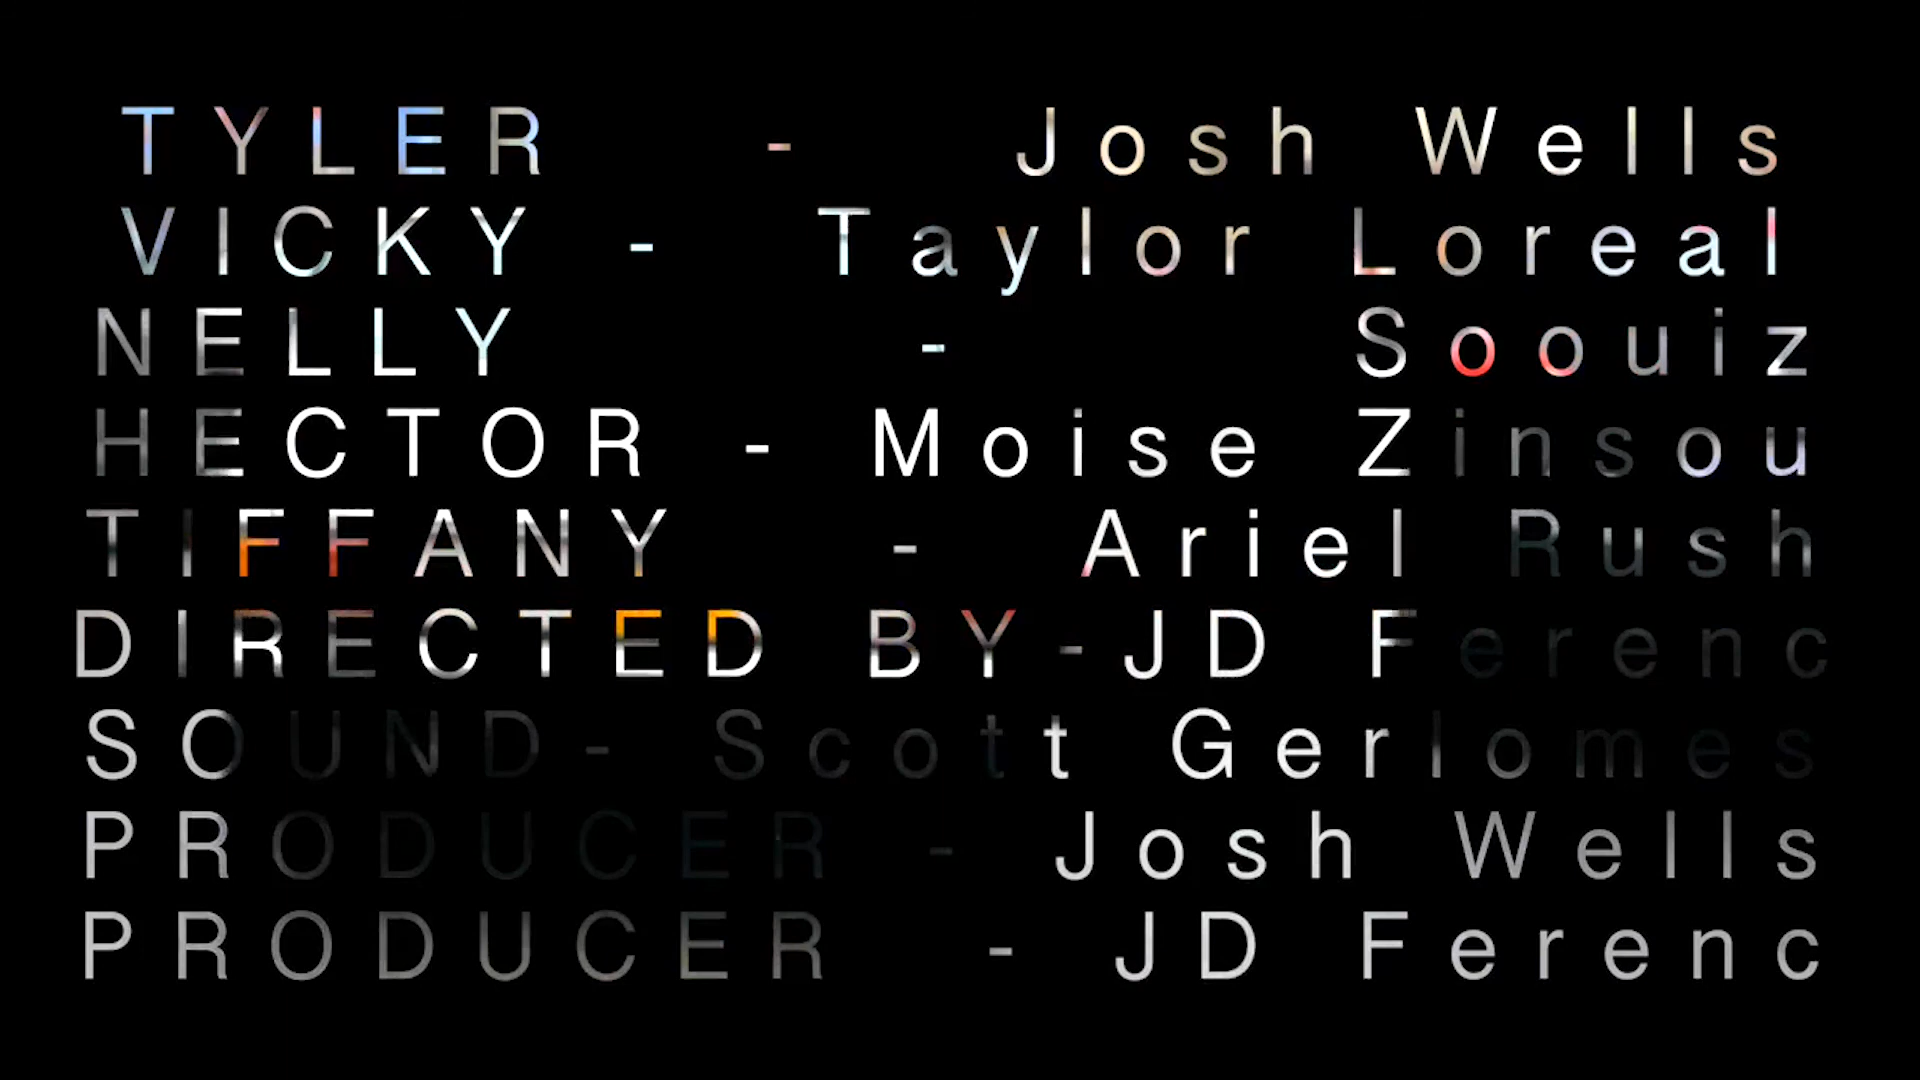 TYLER - Josh Wells
VICKY - Taylor Loreal
NELLY - Soouiz
HECTOR - Moise Zinsou
TIFFANY - Ariel Rush
DIRECTED BY - JD Ferenc
SOUND - Scott Gerlomes
PRODUCER - Josh Wells
PRODUCER - JD Ferenc